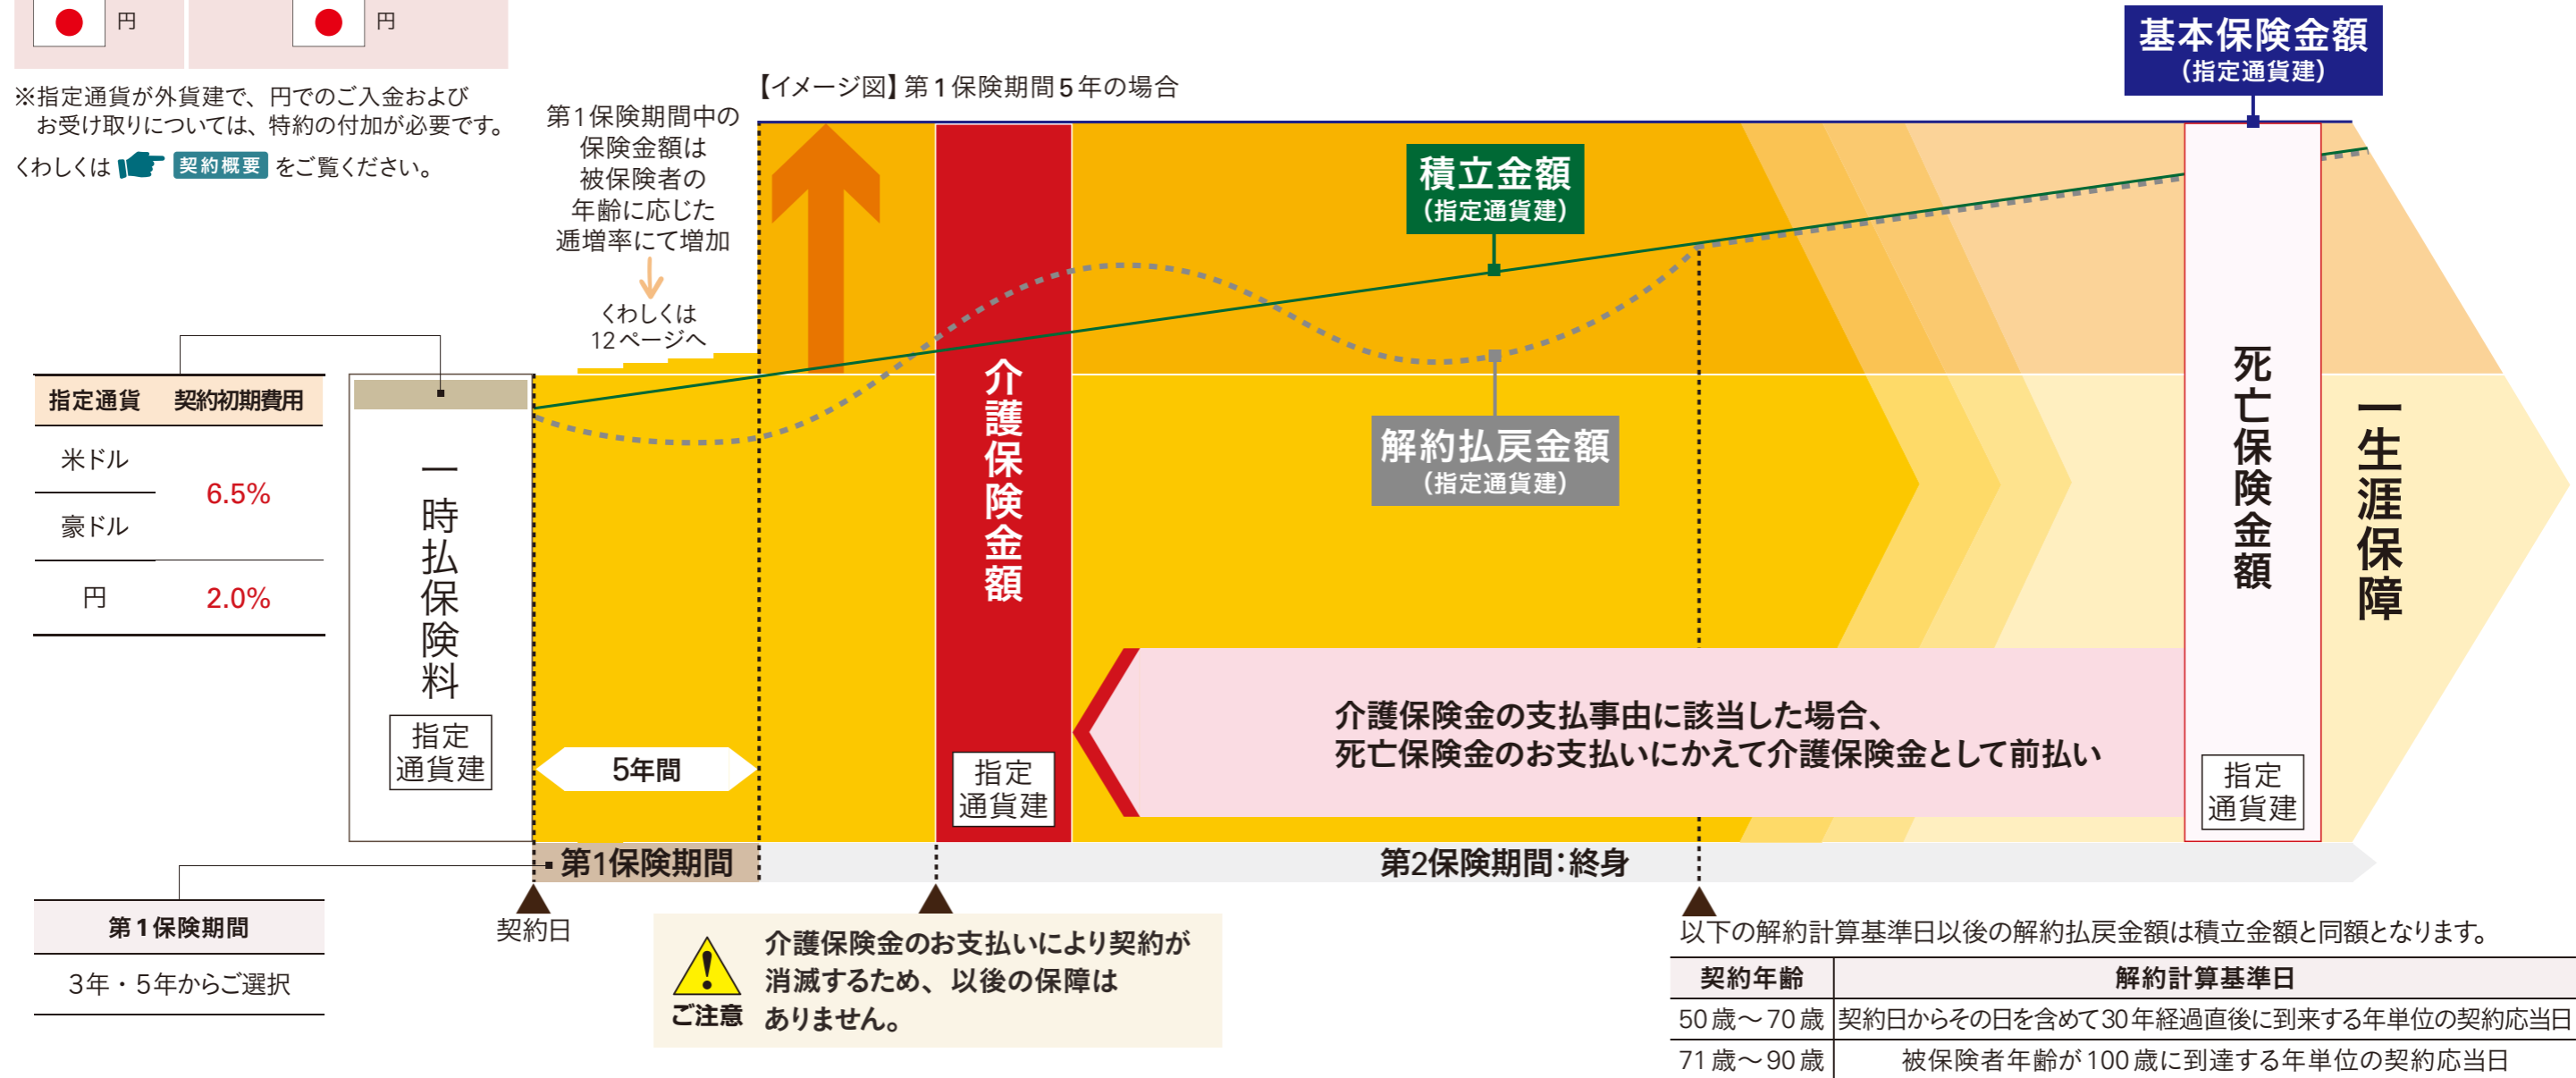 円
円
※指定通貨が外貨建で、円でのご入金および
お受け取りについては、特約の付加が必要です。
くわしくは 契約概要 をご覧ください。
【イメージ図】第1保険期間5年の場合
基本保険金額
(指定通貨建)
第1保険期間中の
保険金額は
被保険者の
年齢に応じた
逓増率にて増加
くわしくは
12ページへ
積立金額
(指定通貨建)
解約払戻金額
(指定通貨建)
指定通貨 契約初期費用
米ドル
6.5%
豪ドル
円 2.0%
一時払保険料
指定
通貨建
5年間
介護保険金額
指定
通貨建
介護保険金の支払事由に該当した場合、
死亡保険金のお支払いにかえて介護保険金として前払い
死亡保険金額
指定
通貨建
一生涯保障
第1保険期間
第2保険期間:終身
第1保険期間
3年・5年からご選択
契約日
ご注意
介護保険金のお支払いにより契約が
消滅するため、以後の保障は
ありません。
以下の解約計算基準日以後の解約払戻金額は積立金額と同額となります。
契約年齢 解約計算基準日
50歳〜70歳 契約日からその日を含めて30年経過直後に到来する年単位の契約応当日
71歳〜90歳 被保険者年齢が100歳に到達する年単位の契約応当日